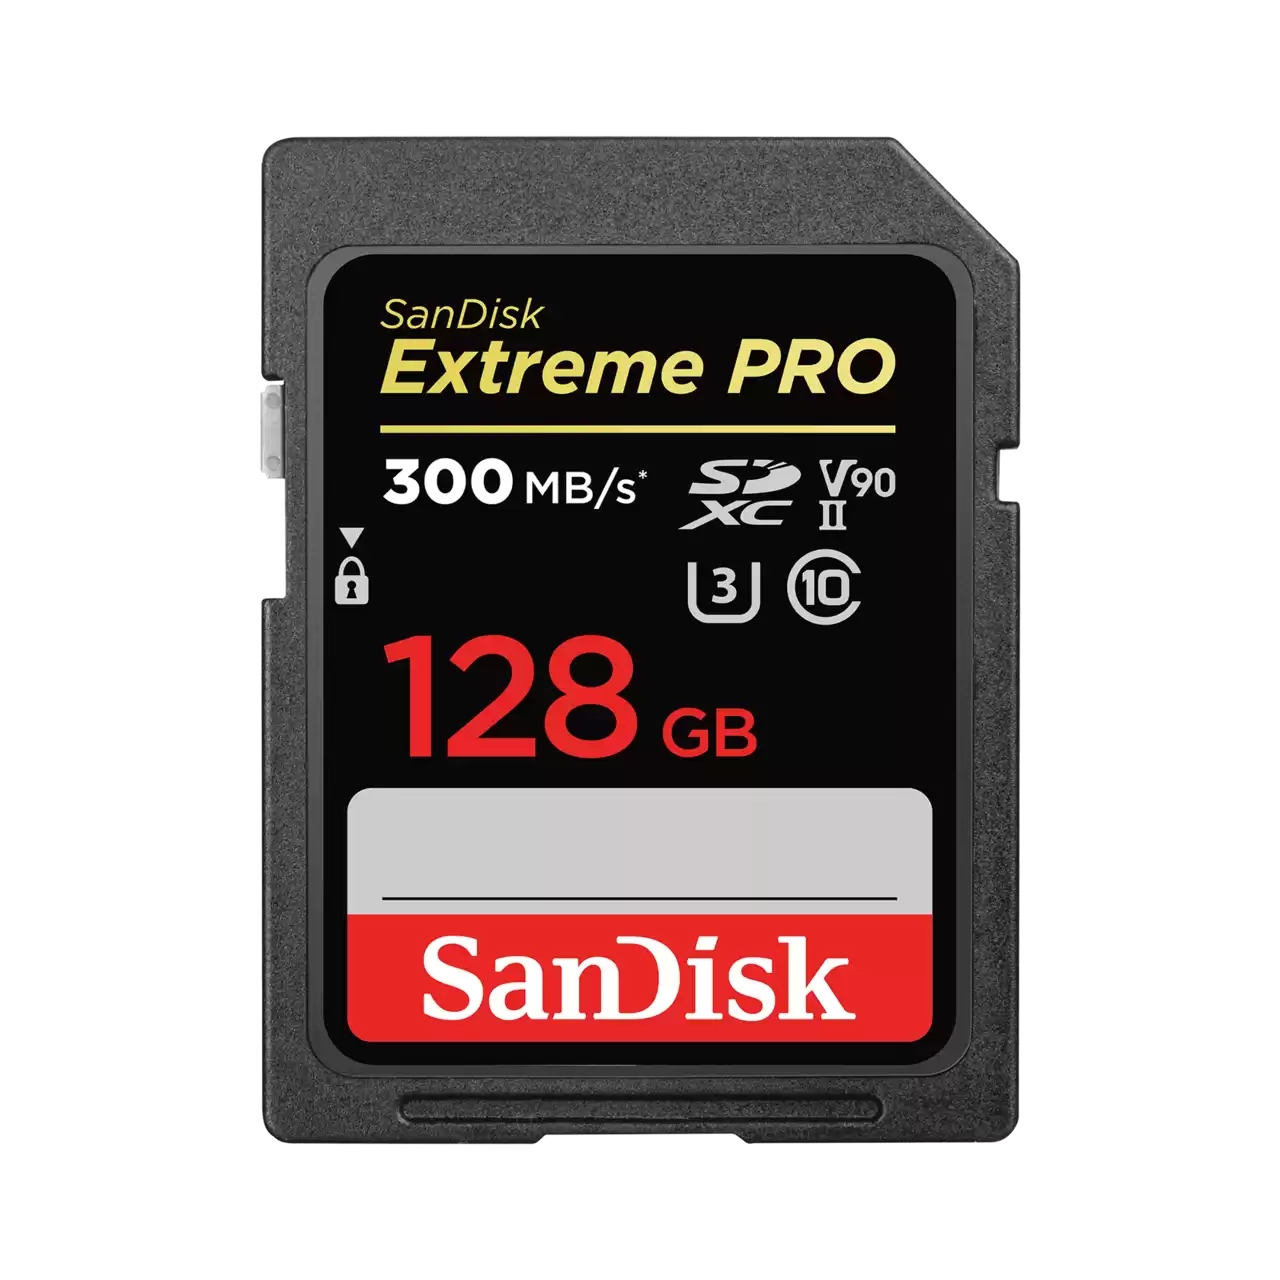 SanDisk
Extreme PRO
300 MB/s*
SD XC II V90
3 10
128 GB
SanDisk